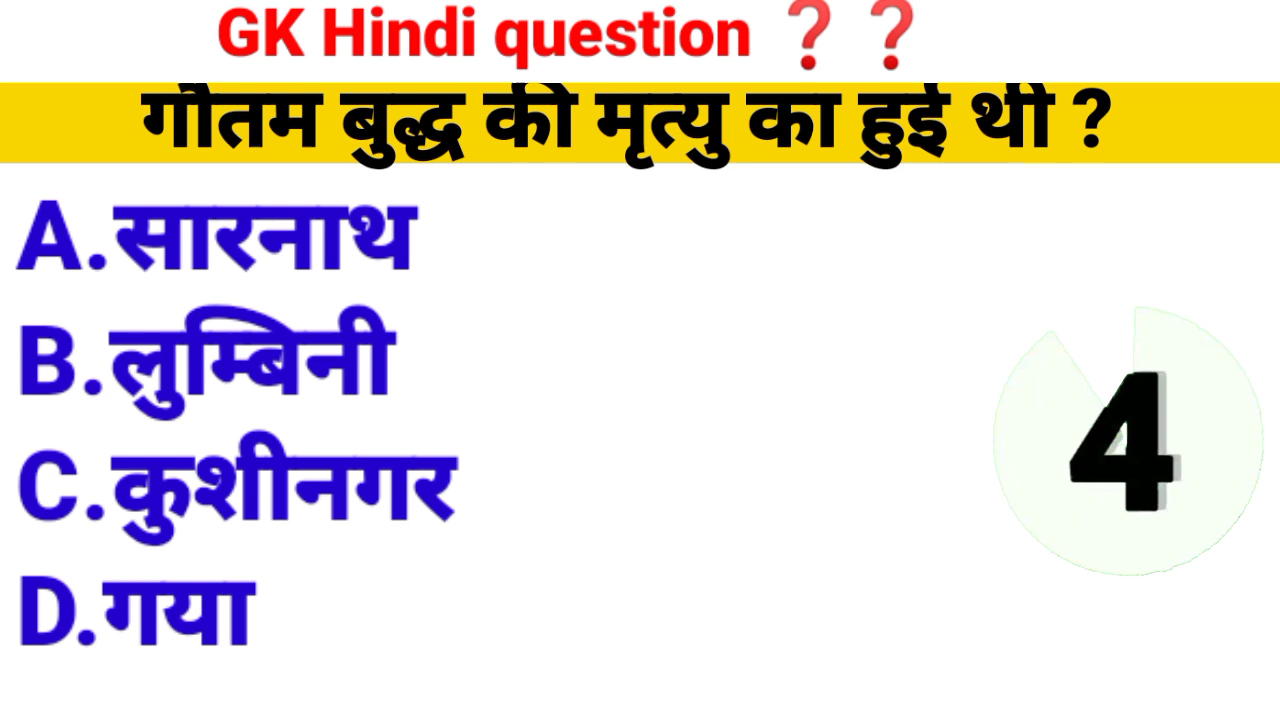 GK Hindi question ❓❓
गौतम बुद्ध की मृत्यु का हुई थी ?
A.सारनाथ
B.लुम्बिनी
C.कुशीनगर
D.गया
4